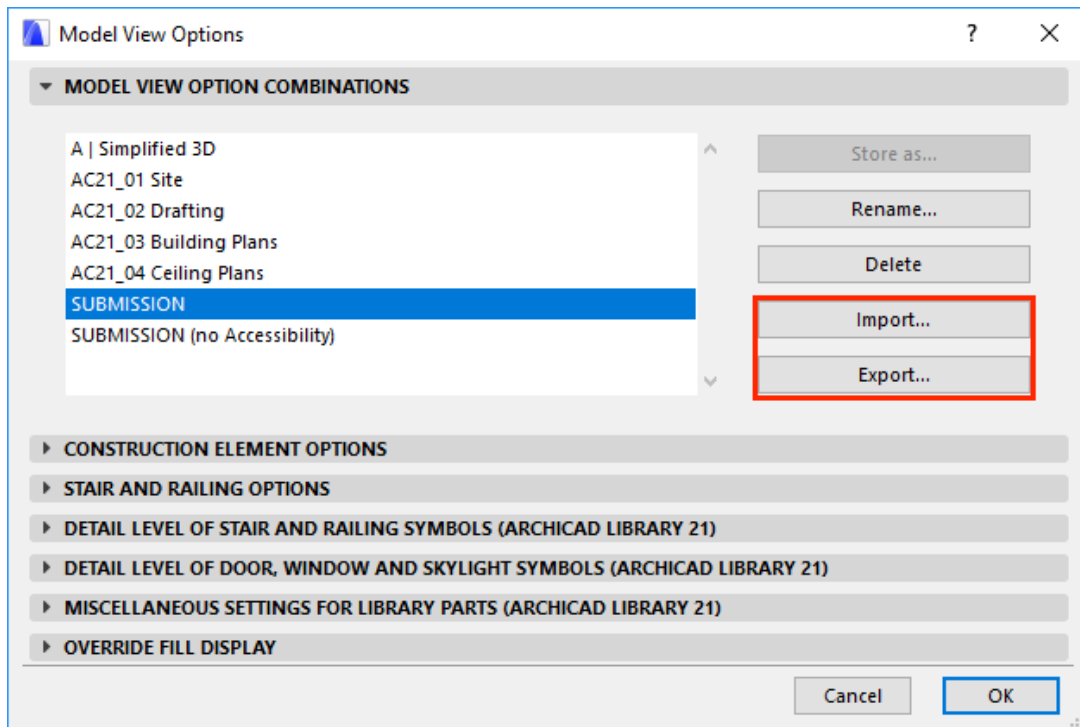 Model View Options
?
MODEL VIEW OPTION COMBINATIONS
A | Simplified 3D
AC21_01 Site
AC21_02 Drafting
AC21_03 Building Plans
AC21_04 Ceiling Plans
SUBMISSION
SUBMISSION (no Accessibility)
Store as...
Rename...
Delete
Import...
Export...
CONSTRUCTION ELEMENT OPTIONS
STAIR AND RAILING OPTIONS
DETAIL LEVEL OF STAIR AND RAILING SYMBOLS (ARCHICAD LIBRARY 21)
DETAIL LEVEL OF DOOR, WINDOW AND SKYLIGHT SYMBOLS (ARCHICAD LIBRARY 21)
MISCELLANEOUS SETTINGS FOR LIBRARY PARTS (ARCHICAD LIBRARY 21)
OVERRIDE FILL DISPLAY
Cancel
OK